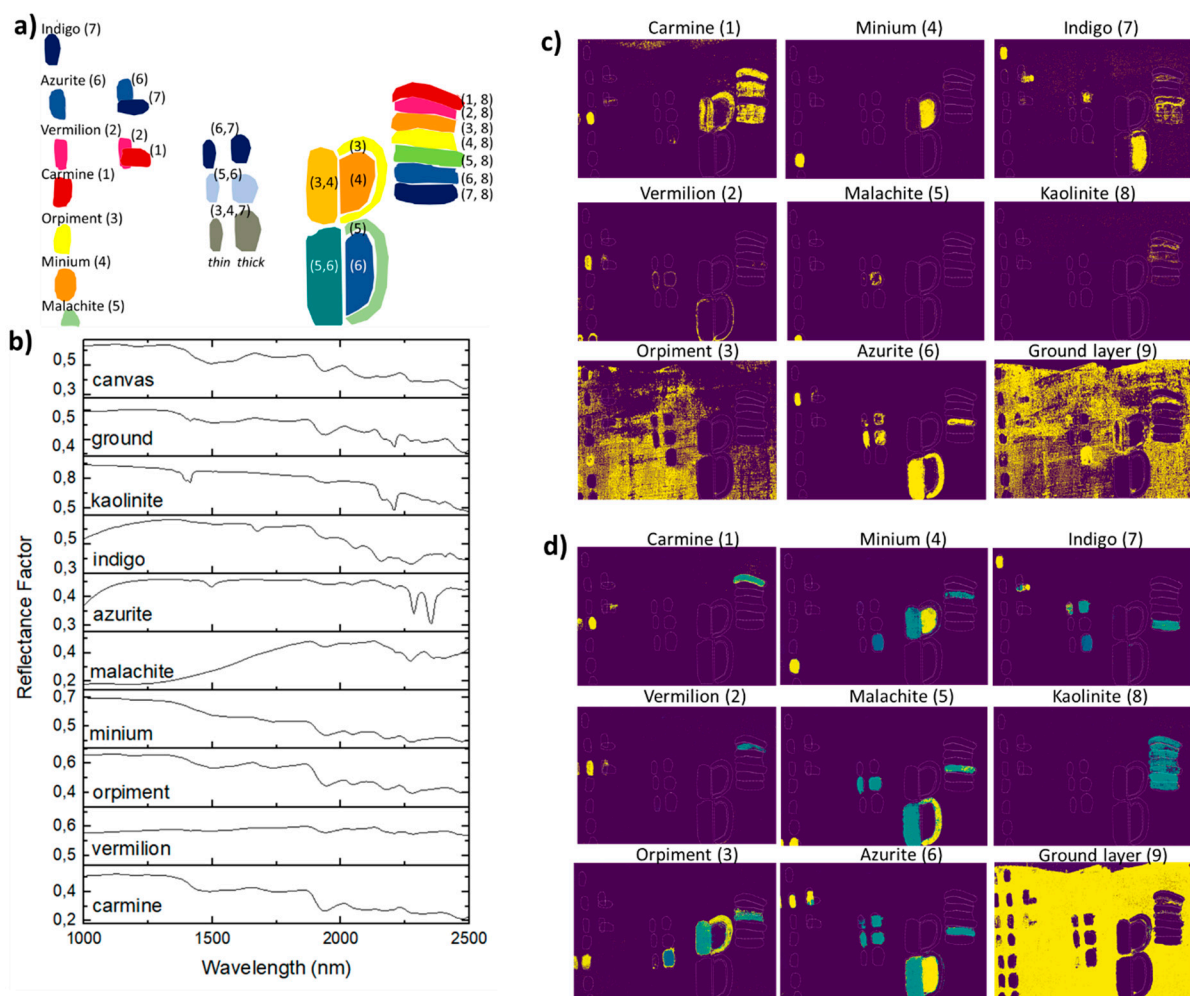 a)
Indigo (7)
Azurite (6)
(6)
(7)
Vermilion (2)
(2)
(1)
Carmine (1)
Orpiment (3)
Minium (4)
Malachite (5)
(6,7)
(5,6)
(3,4,7)
thin thick
(3)
(3,4)
(4)
(5)
(5,6)
(6)
(1, 8)
(2, 8)
(3, 8)
(4, 8)
(5, 8)
(6, 8)
(7, 8)
b)
Reflectance Factor
0,5
0,3
canvas
0,5
0,4
ground
0,8
0,5
kaolinite
0,5
0,3
indigo
0,4
0,3
azurite
0,4
0,2
malachite
0,7
0,5
minium
0,6
0,4
orpiment
0,6
0,5
vermilion
0,4
0,2
carmine
1000 1500 2000 2500
Wavelength (nm)
c)
Carmine (1) Minium (4) Indigo (7)
Vermilion (2) Malachite (5) Kaolinite (8)
Orpiment (3) Azurite (6) Ground layer (9)
d)
Carmine (1) Minium (4) Indigo (7)
Vermilion (2) Malachite (5) Kaolinite (8)
Orpiment (3) Azurite (6) Ground layer (9)